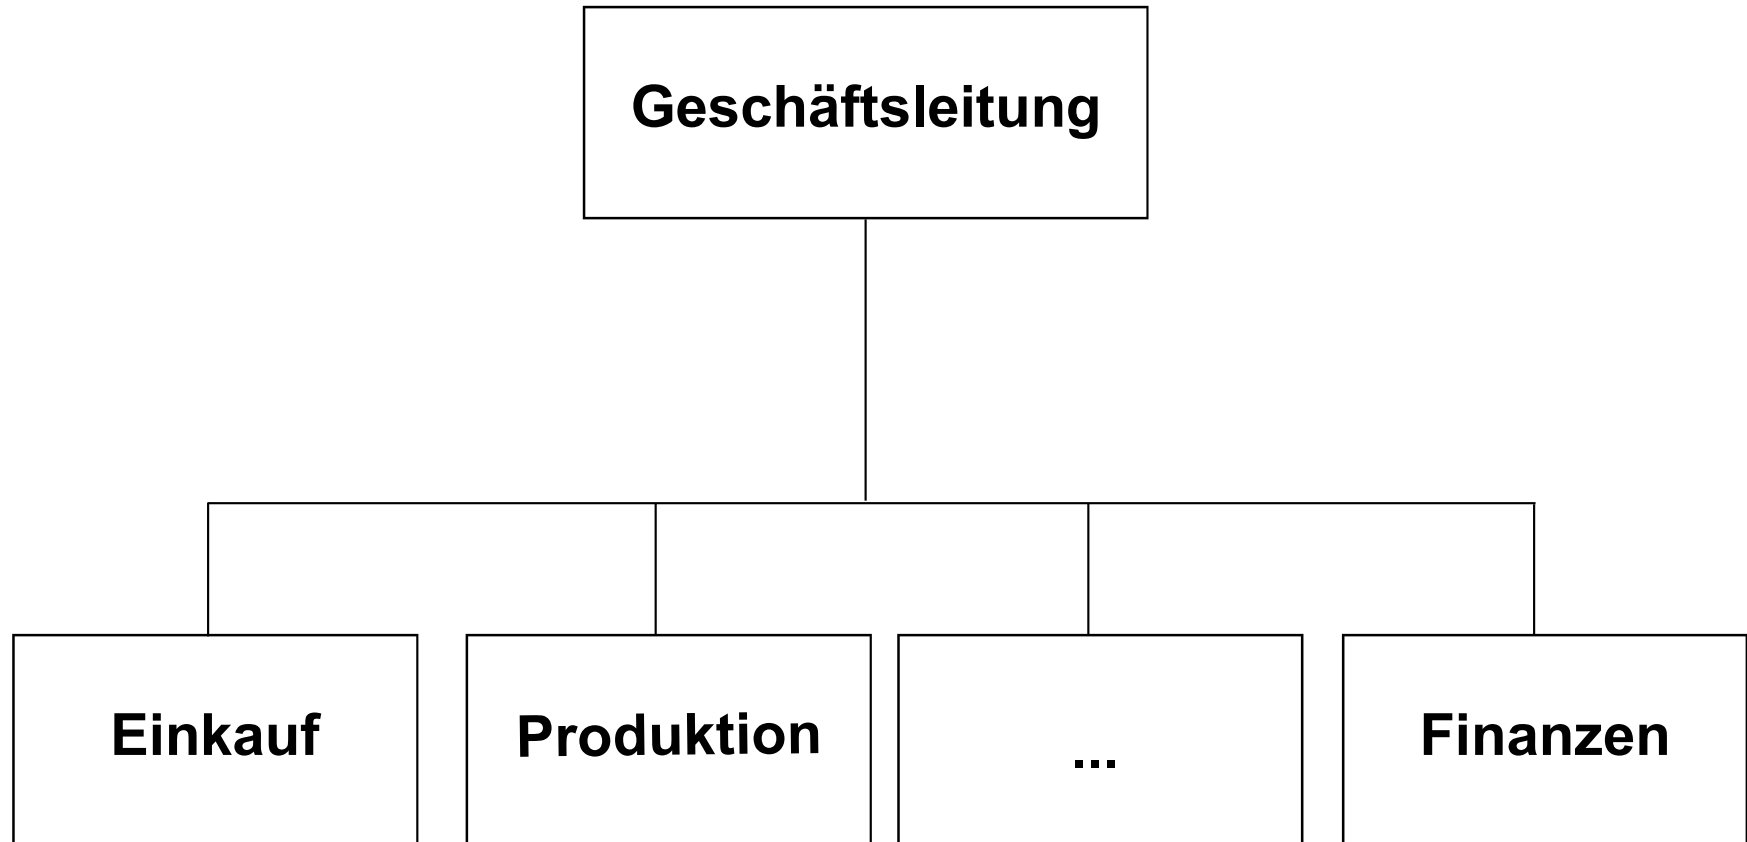 Geschäftsleitung
Einkauf
Produktion
...
Finanzen